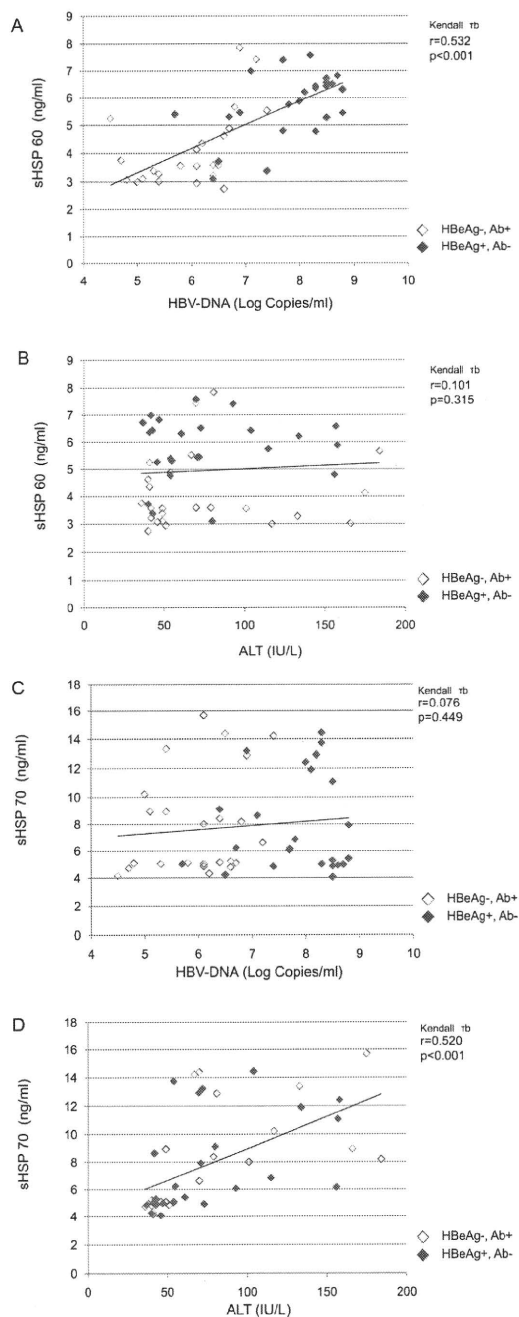 A
Kendall τb
r=0.532
p<0.001
9
8
7
6
5
4
3
2
1
0
sHSP 60 (ng/ml)
4 5 6 7 8 9 10
HBV-DNA (Log Copies/ml)
HBeAg-, Ab+
HBeAg+, Ab-
B
Kendall τb
r=0.101
p=0.315
9
8
7
6
5
4
3
2
1
0
sHSP 60 (ng/ml)
0 50 100 150 200
ALT (IU/L)
HBeAg-, Ab+
HBeAg+, Ab-
C
Kendall τb
r=0.076
p=0.449
18
16
14
12
10
8
6
4
2
0
sHSP 70 (ng/ml)
4 5 6 7 8 9 10
HBV-DNA (Log Copies/ml)
HBeAg-, Ab+
HBeAg+, Ab-
D
Kendall τb
r=0.520
p<0.001
18
16
14
12
10
8
6
4
2
0
sHSP 70 (ng/ml)
0 50 100 150 200
ALT (IU/L)
HBeAg-, Ab+
HBeAg+, Ab-